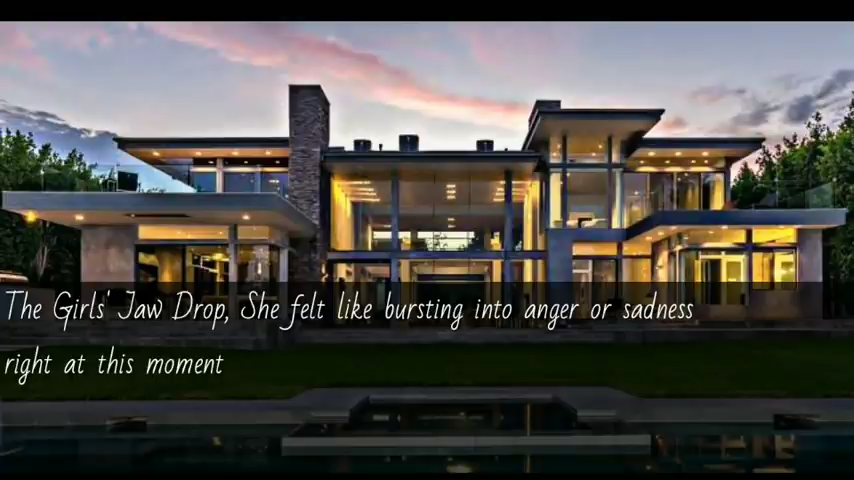 The Girls' Jaw Drop, She felt like bursting into anger or sadness
right at this moment